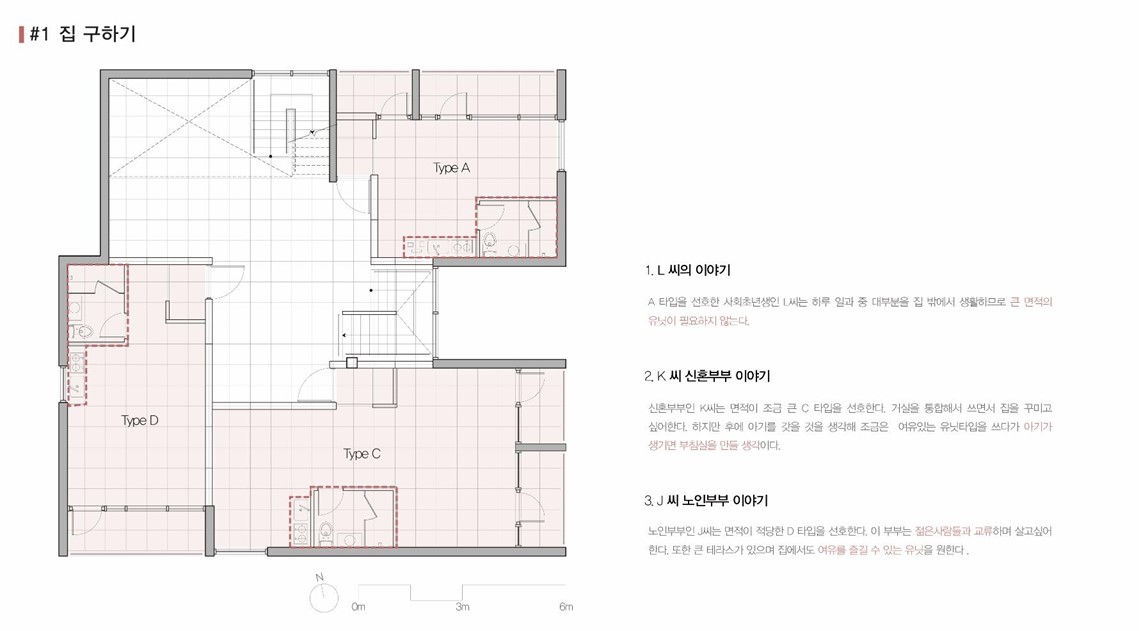 #1 집 구하기
Type A
Type D
Type C
N
0m 3m 6m
1. L 씨의 이야기
A 타입을 선호한 사회초년생인 L씨는 하루 일과 중 대부분을 집 밖에서 생활하므로 큰 면적의
유닛이 필요하지 않는다.
2. K 씨 신혼부부 이야기
신혼부부인 K씨는 면적이 조금 큰 C 타입을 선호한다. 거실을 통합해서 쓰면서 집을 꾸미고
싶어한다. 하지만 후에 아기를 갖을 것을 생각해 조금은 여유있는 유닛타입을 쓰다가 아기가
생기면 부침실을 만들 생각이다.
3. J 씨 노인부부 이야기
노인부부인 J씨는 면적이 적당한 D 타입을 선호한다. 이 부부는 젊은사람들과 교류하며 살고싶어
한다. 또한 큰 테라스가 있으며 집에서도 여유를 즐길 수 있는 유닛을 원한다 .